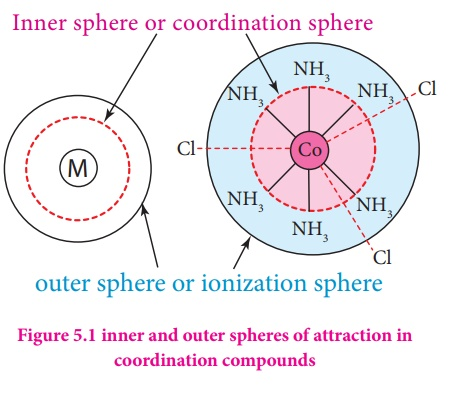 Inner sphere or coordination sphere
NH3
NH3
NH3
Cl
Cl
M
Co
NH3
NH3
NH3
Cl
outer sphere or ionization sphere
Figure 5.1 inner and outer spheres of attraction in
coordination compounds